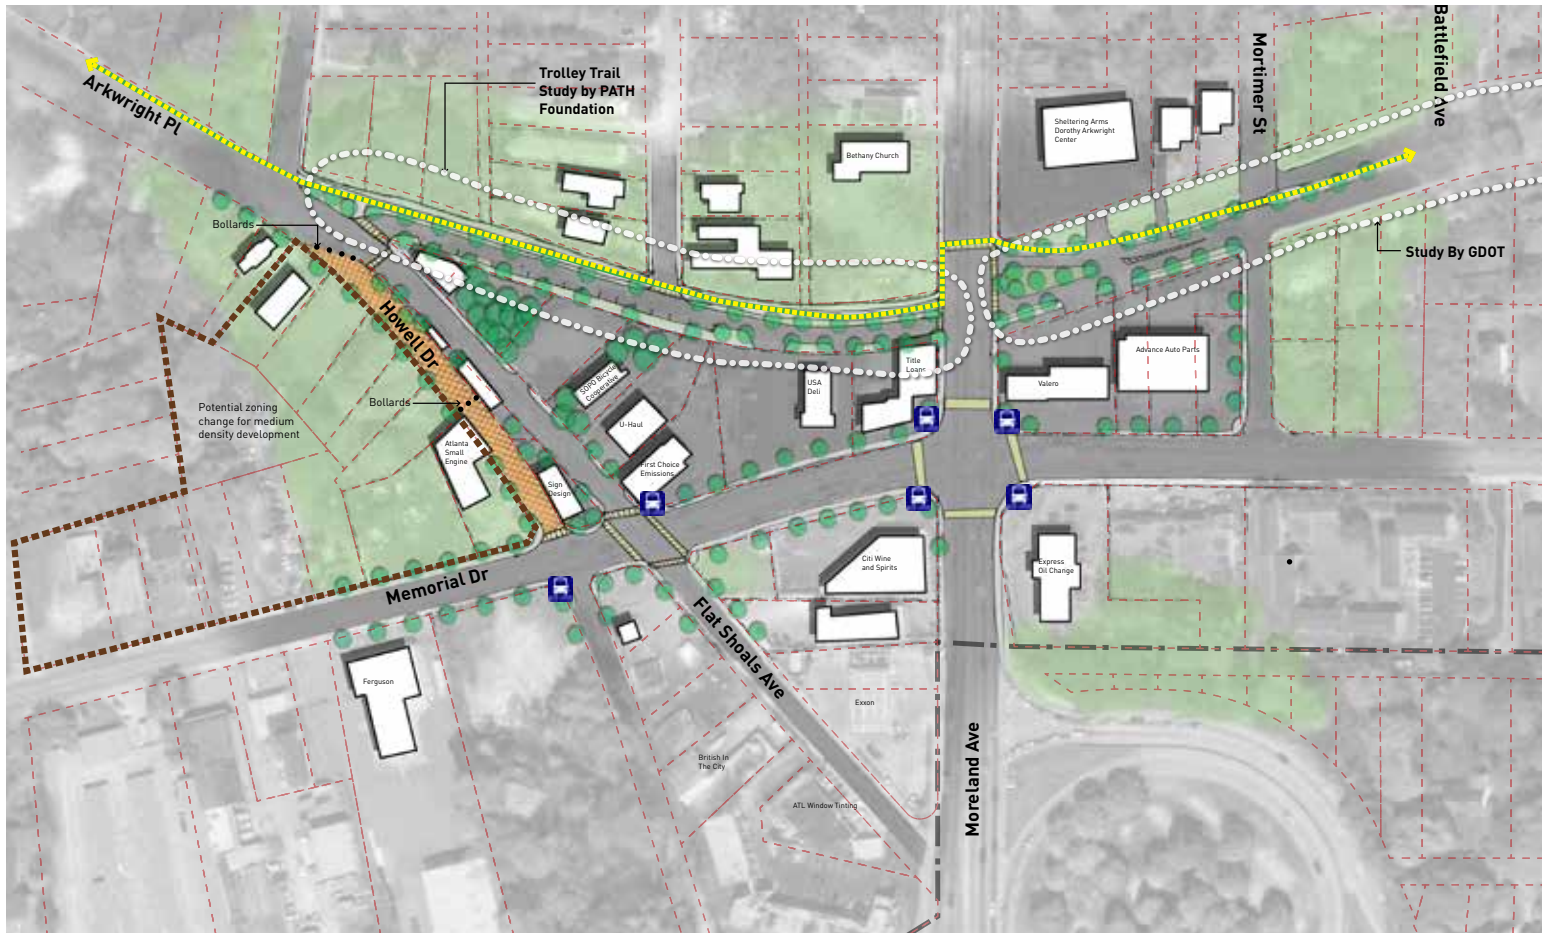 Battlefield Ave
Mortimer St
Arkwright Pl
Trolley Trail
Study by PATH
Foundation
Sheltering Arms
Dorothy Arkwright
Center
Bethany Church
Bollards
Study By GDOT
Howell Dr
Advance Auto Parts
Title
Loans
USA
Deli
Valero
SOPO Bicycle
Cooperative
Bollards
Potential zoning
change for medium
density development
U-Haul
Atlanta
Small
Engine
First Choice
Emissions
Sign
Design
Citi Wine
and Spirits
Express
Oil Change
Memorial Dr
Flat Shoals Ave
Ferguson
Exxon
Moreland Ave
British In
The City
ATL Window Tinting